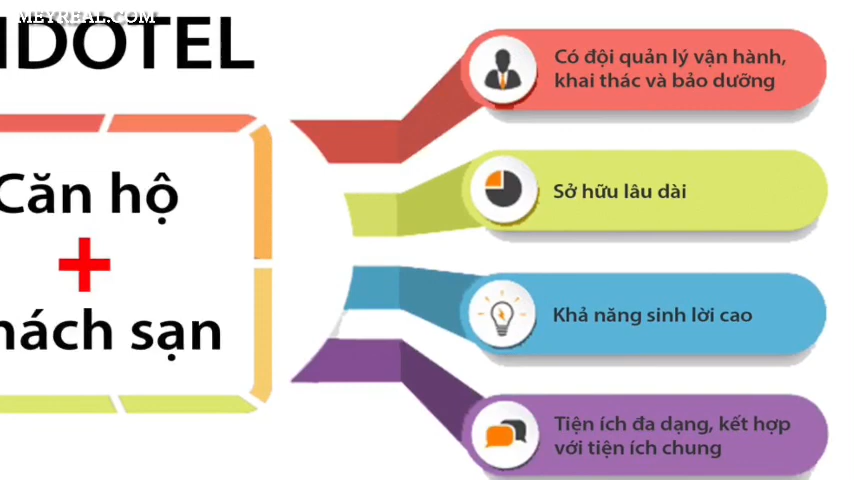 MEYREAL.COM
IDOTEL
Căn hộ
+
hách sạn
Có đội quản lý vận hành,
khai thác và bảo dưỡng
Sở hữu lâu dài
Khả năng sinh lời cao
Tiện ích đa dạng, kết hợp
với tiện ích chung